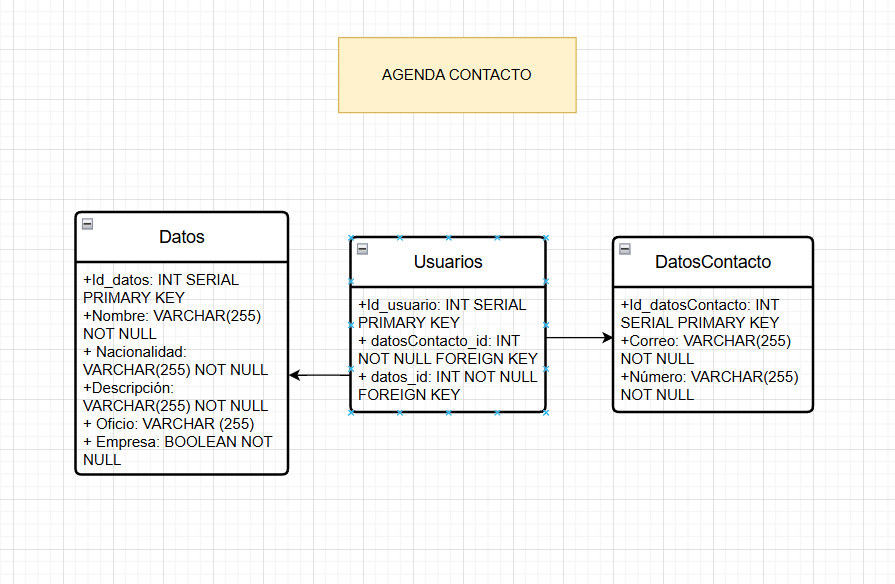 AGENDA CONTACTO
Datos
+Id_datos: INT SERIAL
PRIMARY KEY
+Nombre: VARCHAR(255)
NOT NULL
+ Nacionalidad:
VARCHAR(255) NOT NULL
+Descripción:
VARCHAR(255) NOT NULL
+ Oficio: VARCHAR (255)
+ Empresa: BOOLEAN NOT
NULL
Usuarios
+Id_usuario: INT SERIAL
PRIMARY KEY
+ datosContacto_id: INT
NOT NULL FOREIGN KEY
+ datos_id: INT NOT NULL
FOREIGN KEY
DatosContacto
+Id_datosContacto: INT
SERIAL PRIMARY KEY
+Correo: VARCHAR(255)
NOT NULL
+Número: VARCHAR(255)
NOT NULL